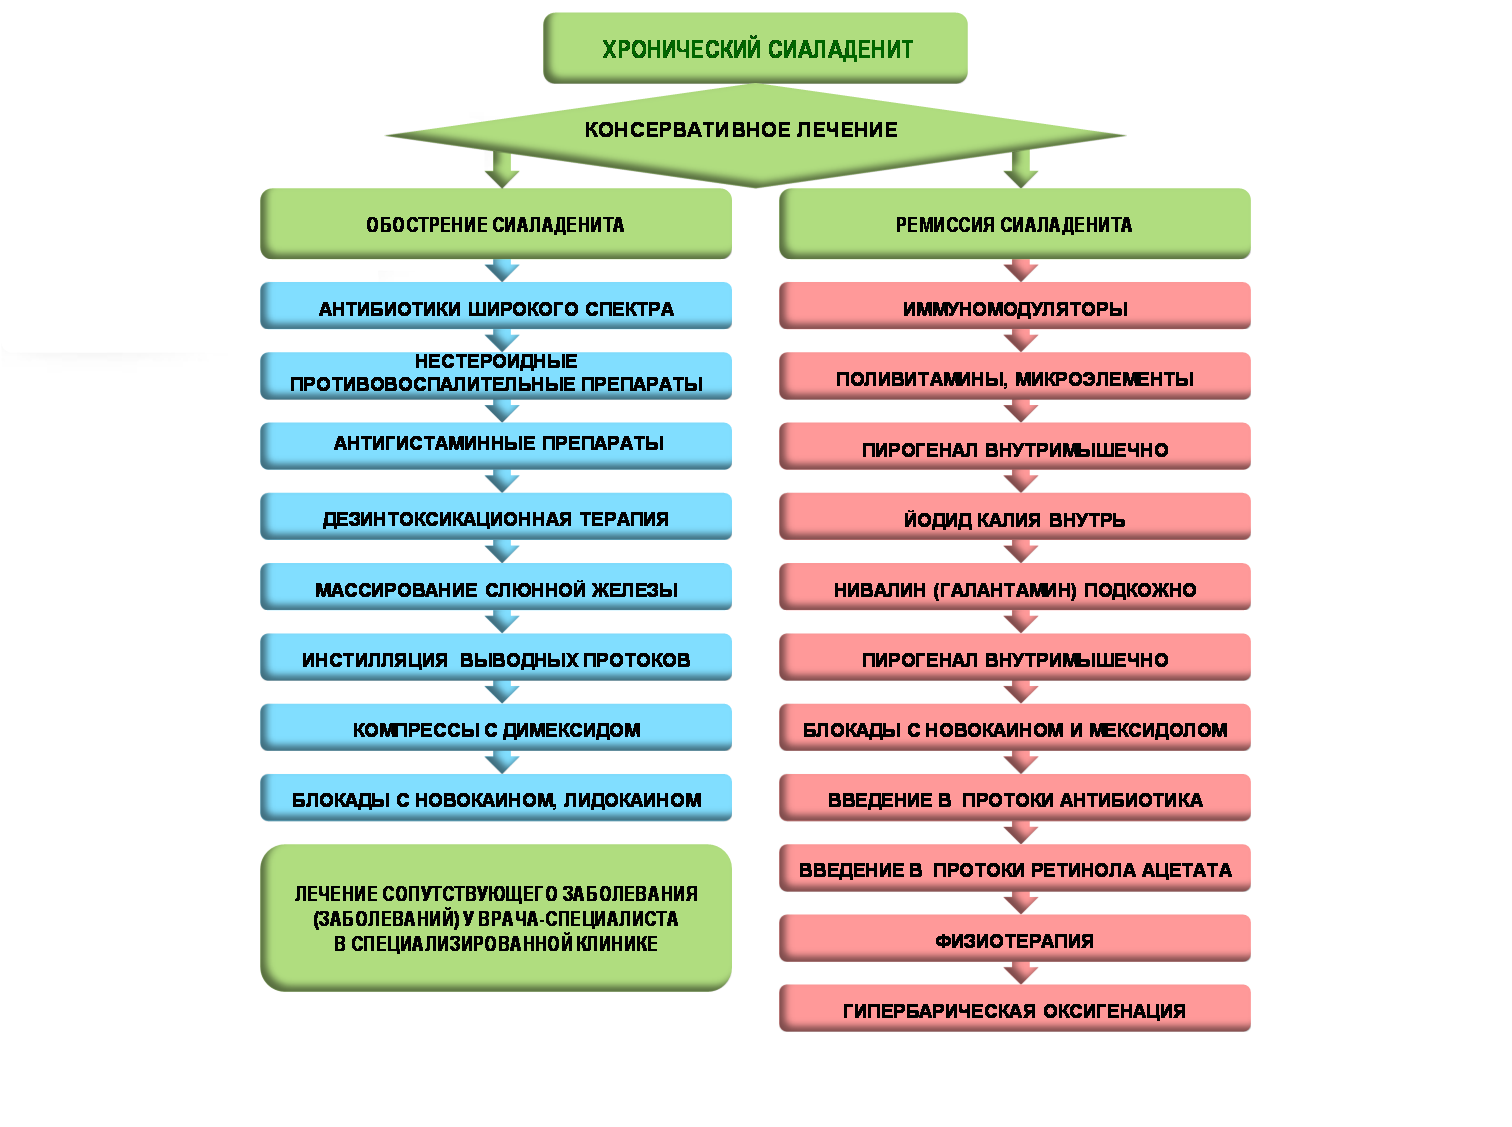 ХРОНИЧЕСКИЙ СИАЛАДЕНИТ
КОНСЕРВАТИВНОЕ ЛЕЧЕНИЕ
ОБОСТРЕНИЕ СИАЛАДЕНИТА
АНТИБИОТИКИ ШИРОКОГО СПЕКТРА
НЕСТЕРОИДНЫЕ
ПРОТИВОВОСПАЛИТЕЛЬНЫЕ ПРЕПАРАТЫ
АНТИГИСТАМИННЫЕ ПРЕПАРАТЫ
ДЕЗИНТОКСИКАЦИОННАЯ ТЕРАПИЯ
МАССИРОВАНИЕ СЛЮННОЙ ЖЕЛЕЗЫ
ИНСТИЛЛЯЦИЯ ВЫВОДНЫХ ПРОТОКОВ
КОМПРЕССЫ С ДИМЕКСИДОМ
БЛОКАДЫ С НОВОКАИНОМ, ЛИДОКАИНОМ
ЛЕЧЕНИЕ СОПУТСТВУЮЩЕГО ЗАБОЛЕВАНИЯ
(ЗАБОЛЕВАНИЙ) У ВРАЧА-СПЕЦИАЛИСТА
В СПЕЦИАЛИЗИРОВАННОЙ КЛИНИКЕ
РЕМИССИЯ СИАЛАДЕНИТА
ИММУНОМОДУЛЯТОРЫ
ПОЛИВИТАМИНЫ, МИКРОЭЛЕМЕНТЫ
ПИРОГЕНАЛ ВНУТРИМЫШЕЧНО
ЙОДИД КАЛИЯ ВНУТРЬ
НИВАЛИН (ГАЛАНТАМИН) ПОДКОЖНО
ПИРОГЕНАЛ ВНУТРИМЫШЕЧНО
БЛОКАДЫ С НОВОКАИНОМ И МЕКСИДОЛОМ
ВВЕДЕНИЕ В ПРОТОКИ АНТИБИОТИКА
ВВЕДЕНИЕ В ПРОТОКИ РЕТИНОЛА АЦЕТАТА
ФИЗИОТЕРАПИЯ
ГИПЕРБАРИЧЕСКАЯ ОКСИГЕНАЦИЯ